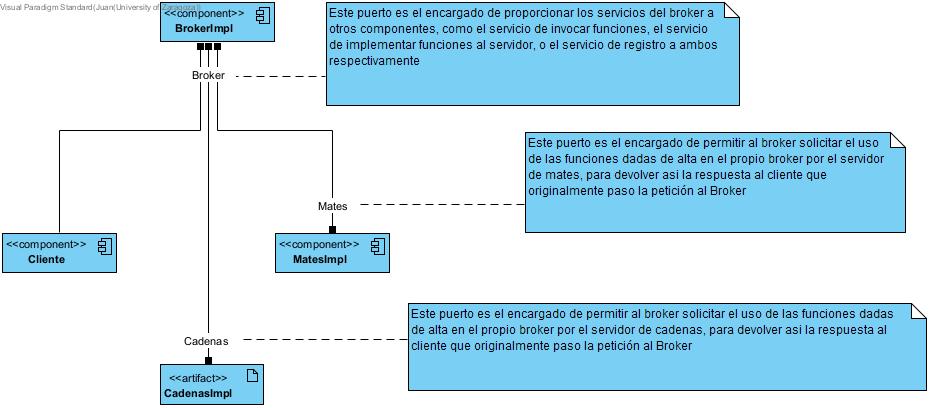 Visual Paradigm Standard(Juan(University of Zaragoza))
<<component>>
BrokerImpl
Este puerto es el encargado de proporcionar los servicios del broker a
otros componentes, como el servicio de invocar funciones, el servicio
de implementar funciones al servidor, o el servicio de registro a ambos
respectivamente
Broker
Este puerto es el encargado de permitir al broker solicitar el uso
de las funciones dadas de alta en el propio broker por el servidor
de mates, para devolver asi la respuesta al cliente que
originalmente paso la petición al Broker
Mates
<<component>>
Cliente
<<component>>
MatesImpl
Este puerto es el encargado de permitir al broker solicitar el uso de las funciones dadas
de alta en el propio broker por el servidor de cadenas, para devolver asi la respuesta al
cliente que originalmente paso la petición al Broker
Cadenas
<<artifact>>
CadenasImpl